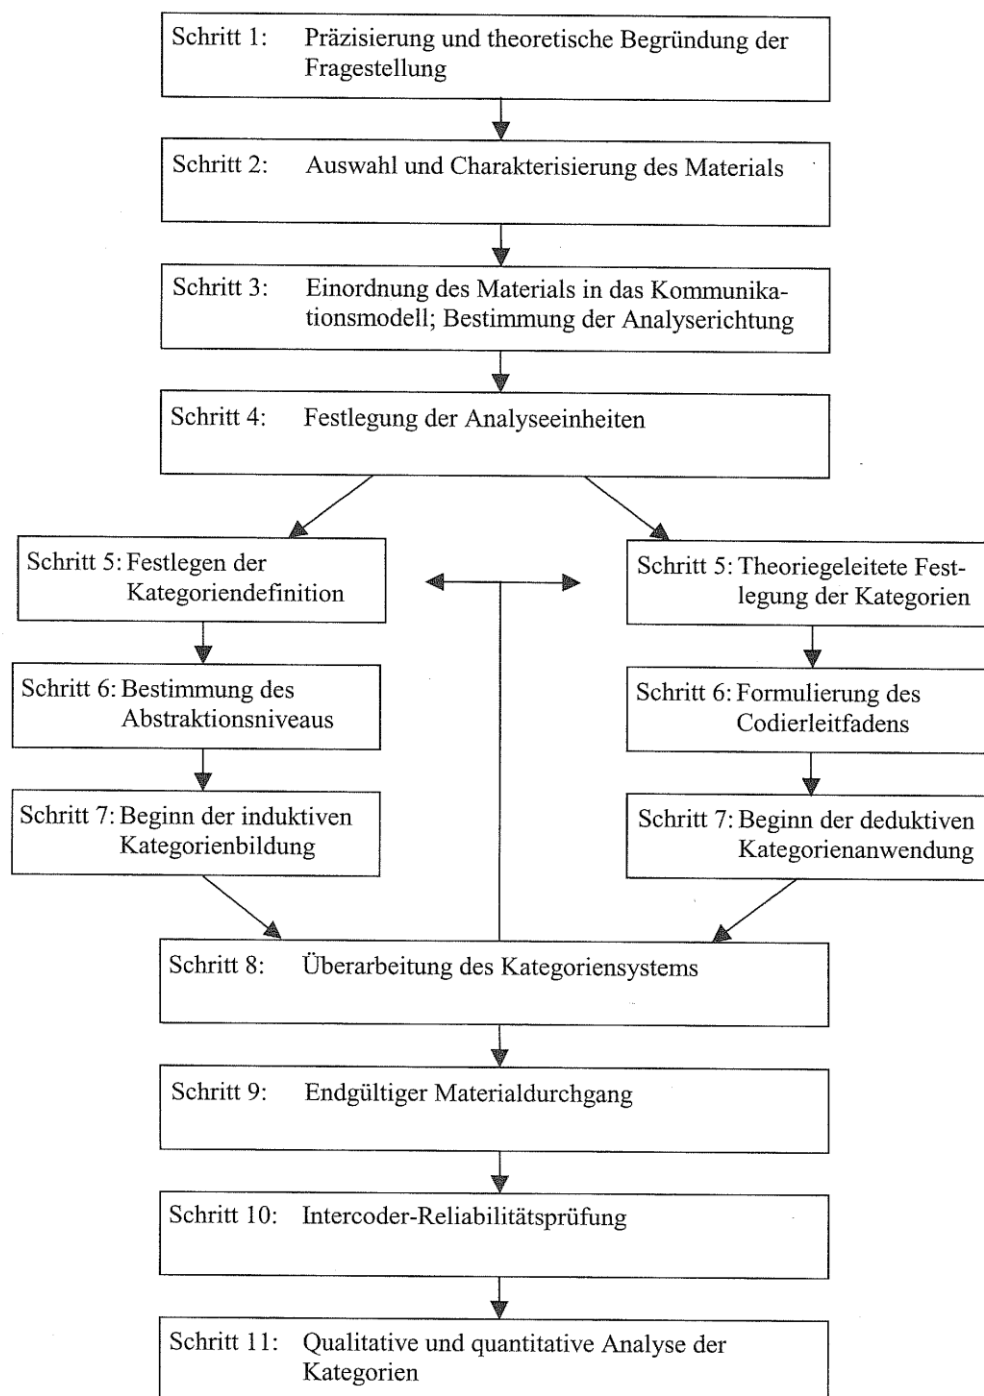 Schritt 1: Präzisierung und theoretische Begründung der
Fragestellung
Schritt 2: Auswahl und Charakterisierung des Materials
Schritt 3: Einordnung des Materials in das Kommunika-
tionsmodell; Bestimmung der Analyserichtung
Schritt 4: Festlegung der Analyseeinheiten
Schritt 5: Festlegen der
Kategoriendefinition
Schritt 6: Bestimmung des
Abstraktionsniveaus
Schritt 7: Beginn der induktiven
Kategorienbildung
Schritt 5: Theoriegeleitete Fest-
legung der Kategorien
Schritt 6: Formulierung des
Codierleitfadens
Schritt 7: Beginn der deduktiven
Kategorienanwendung
Schritt 8: Überarbeitung des Kategoriensystems
Schritt 9: Endgültiger Materialdurchgang
Schritt 10: Intercoder-Reliabilitätsprüfung
Schritt 11: Qualitative und quantitative Analyse der
Kategorien